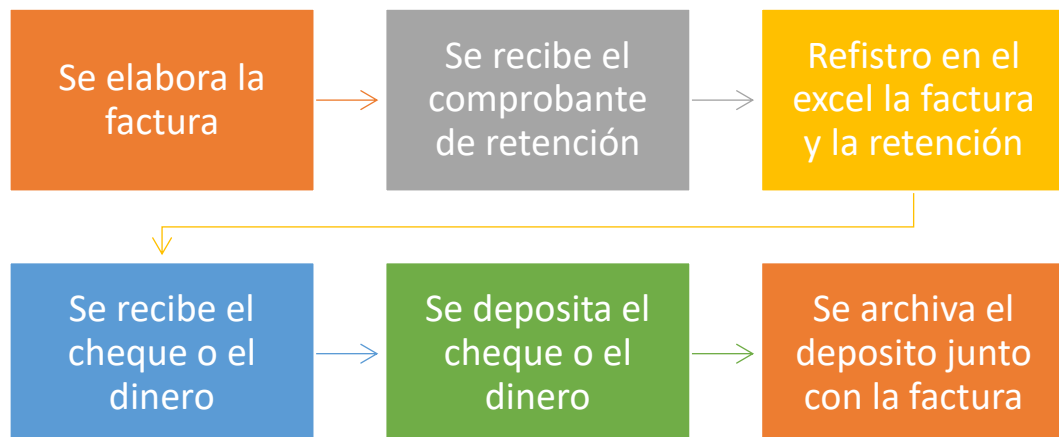 Se elabora la
factura
Se recibe el
comprobante
de retención
Refistro en el
excel la factura
y la retención
Se recibe el
cheque o el
dinero
Se deposita el
cheque o el
dinero
Se archiva el
deposito junto
con la factura